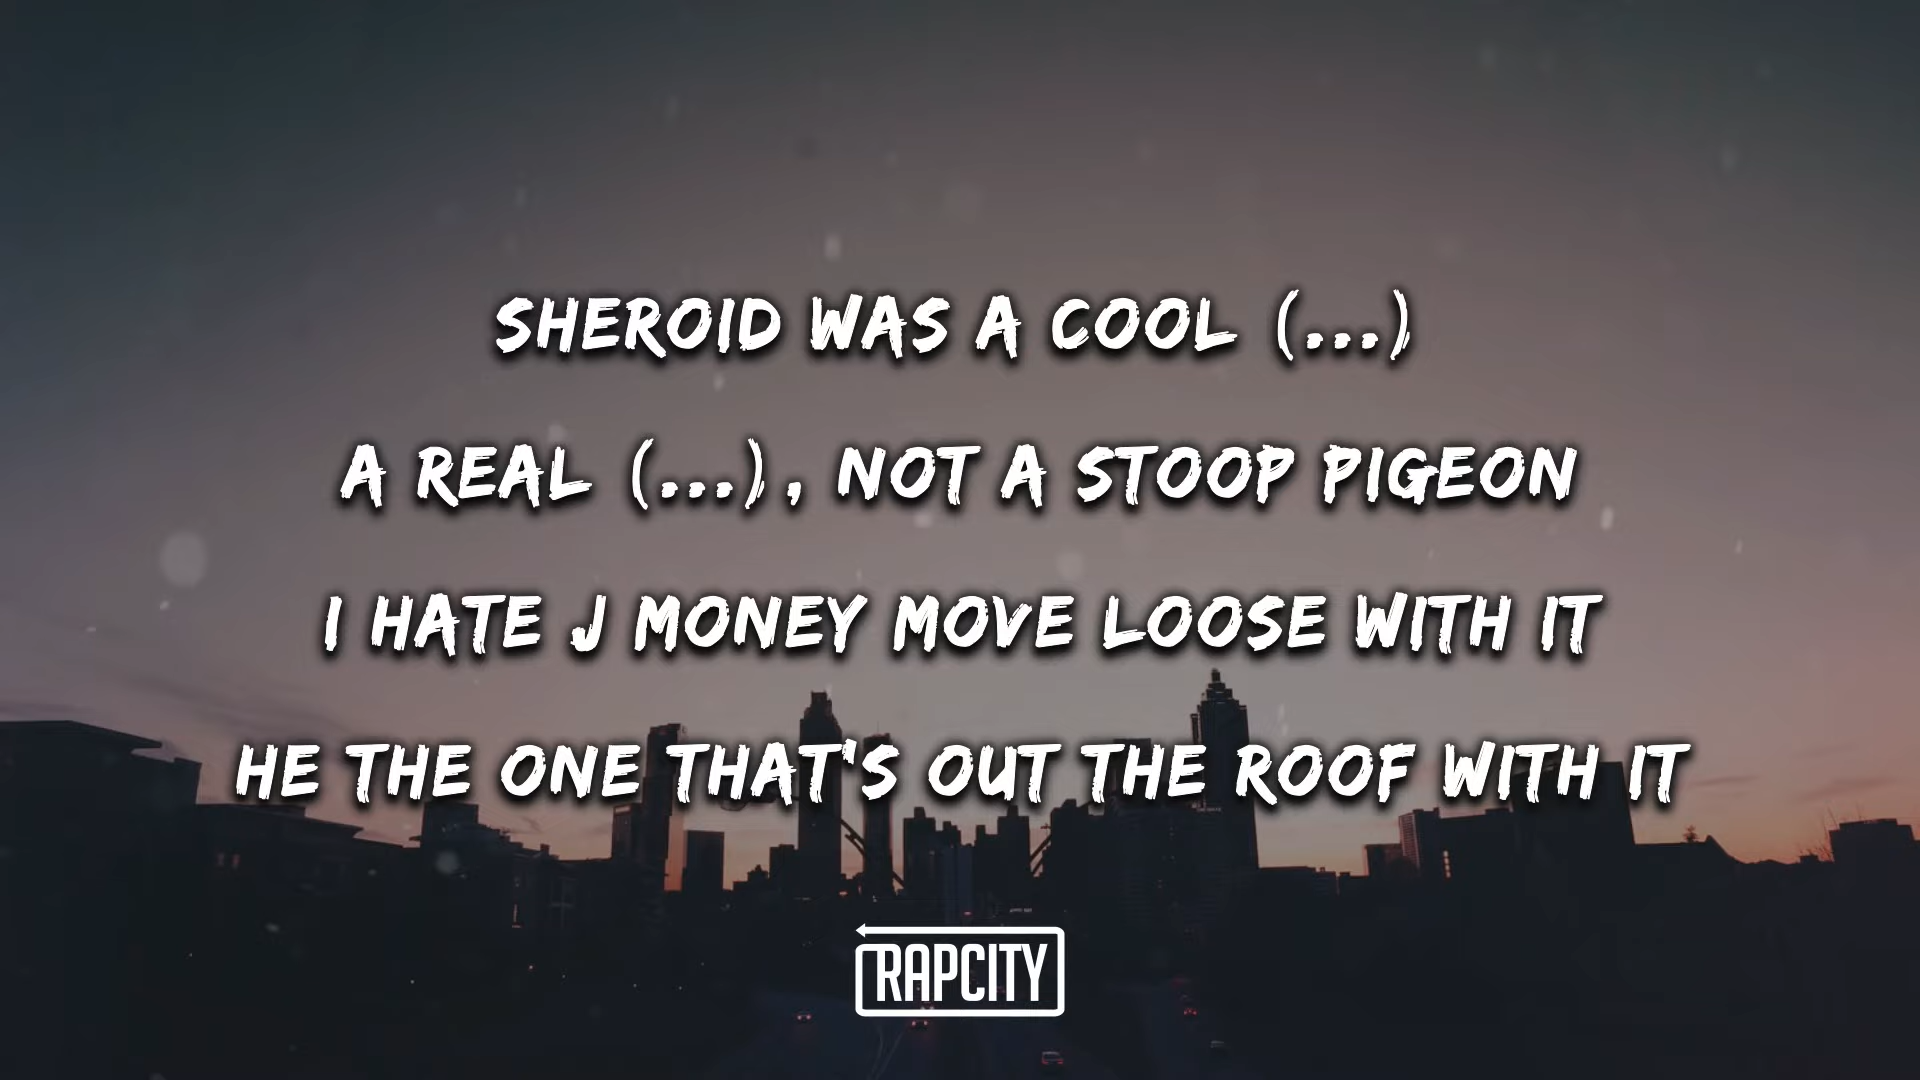 SHEROID WAS A COOL (...)
A REAL (...), NOT A STOOP PIGEON
I HATE J MONEY MOVE LOOSE WITH IT
HE THE ONE THAT'S OUT THE ROOF WITH IT
RAPCITY